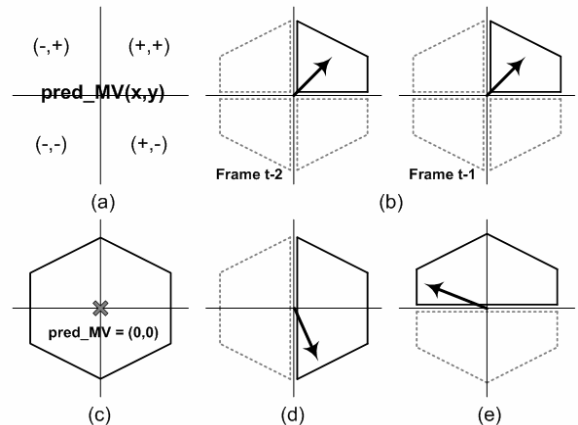 (-,+) (+,+)
pred_MV(x,y)
(-,-) (+,-)
Frame t-2 Frame t-1
(a) (b)
pred_MV = (0,0)
(c) (d) (e)